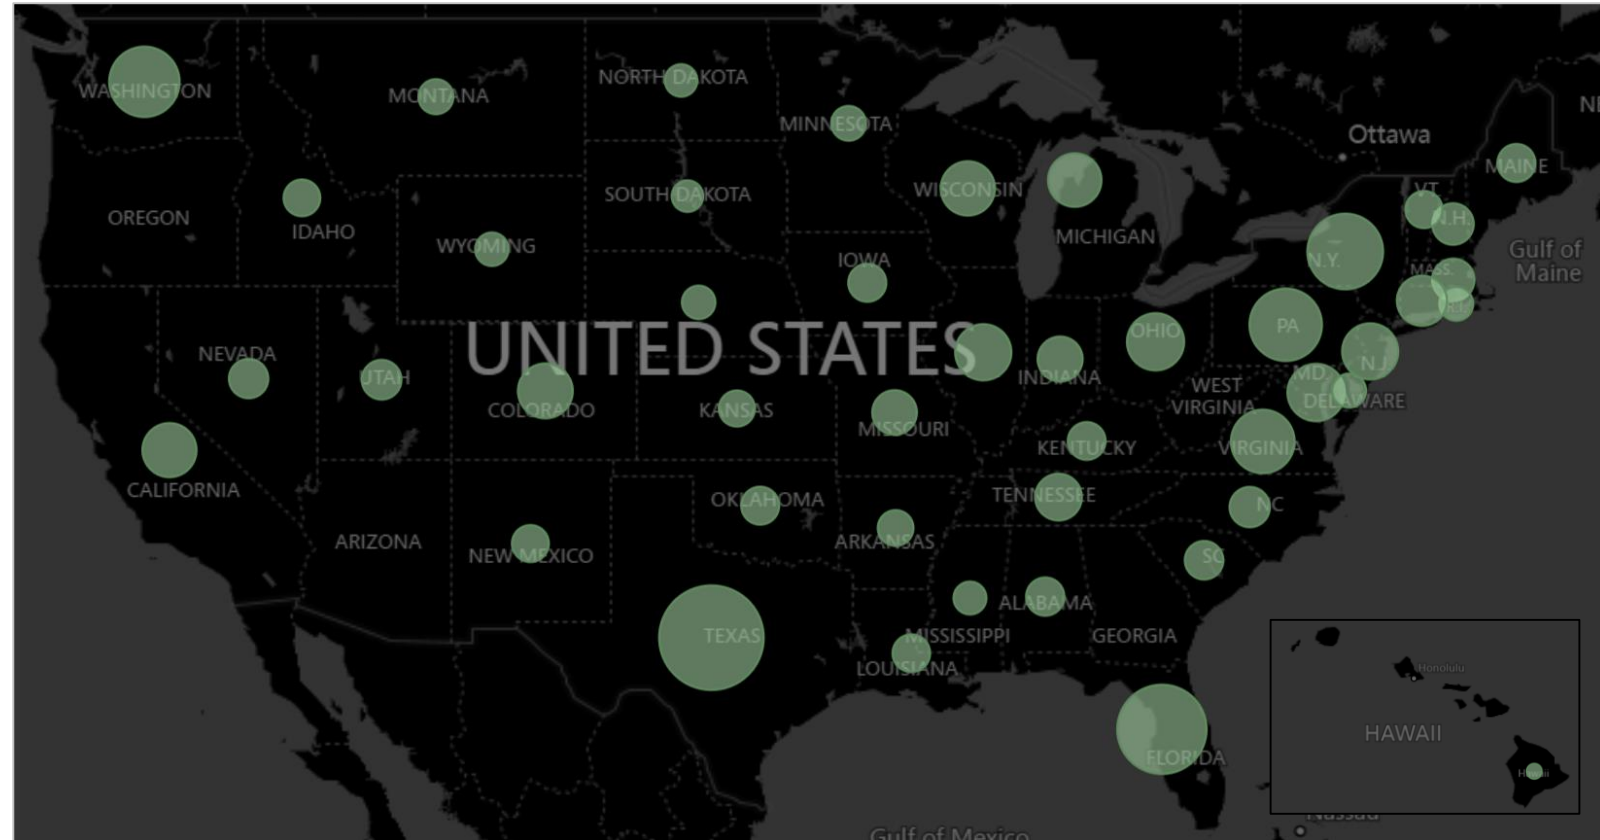 NORTH DAKOTA
WASHINGTON
MONTANA
MINNESOTA
Ottawa
MAINE
VT.
WISCONSIN
SOUTH DAKOTA
OREGON
N.H.
IDAHO
MICHIGAN
WYOMING
Gulf of
Maine
IOWA
N.Y.
MASS.
R.I.
UNITED STATES
PA
OHIO
NEVADA
N.J.
UTAH
INDIANA
MD.
WEST
VIRGINIA
DELAWARE
COLORADO
KANSAS
MISSOURI
KENTUCKY
VIRGINIA
CALIFORNIA
TENNESSEE
OKLAHOMA
NC
ARIZONA
NEW MEXICO
ARKANSAS
SC
ALABAMA
TEXAS
MISSISSIPPI
GEORGIA
LOUISIANA
Honolulu
HAWAII
FLORIDA
Hawaii
Nassau
Gulf of Mexico